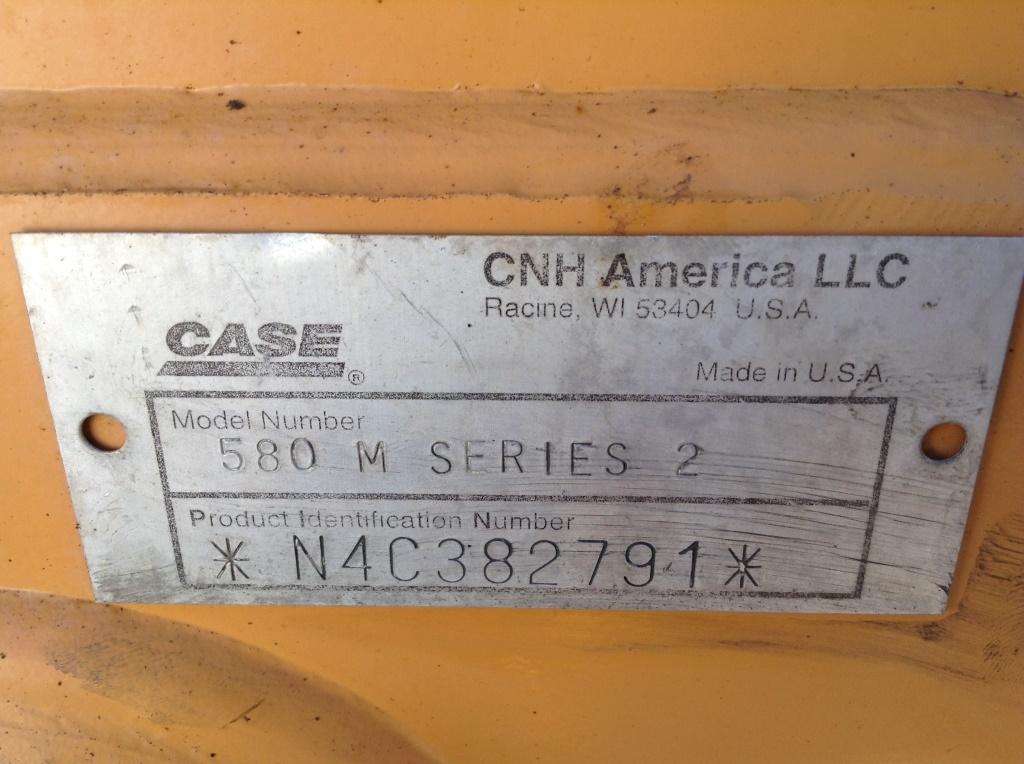 CNH America LLC
Racine, WI 53404 U.S.A.
CASE®
Made in U.S.A.
Model Number
580 M SERIES 2
Product Identification Number
* N4C382791*